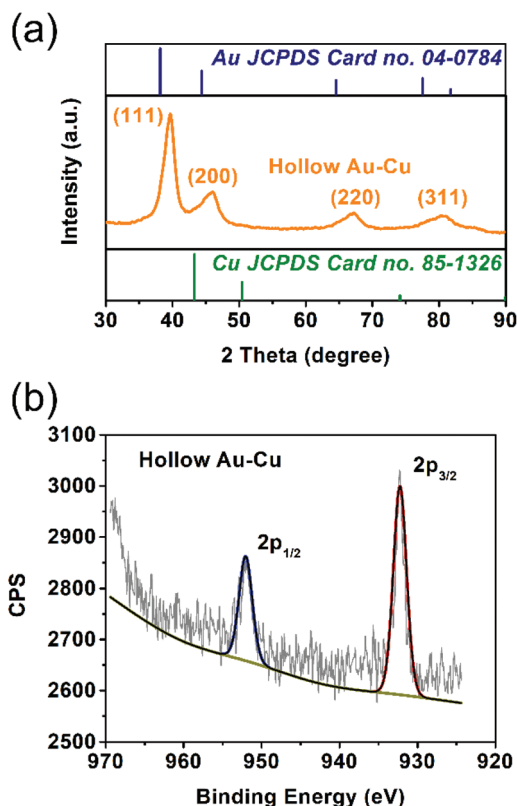 (a)
Au JCPDS Card no. 04-0784
(111)
(200)
Hollow Au-Cu
(220)
(311)
Intensity (a.u.)
Cu JCPDS Card no. 85-1326
30 40 50 60 70 80 90
2 Theta (degree)
(b)
3100
3000
2900
2800
2700
2600
2500
CPS
Hollow Au-Cu
2p3/2
2p1/2
970 960 950 940 930 920
Binding Energy (eV)